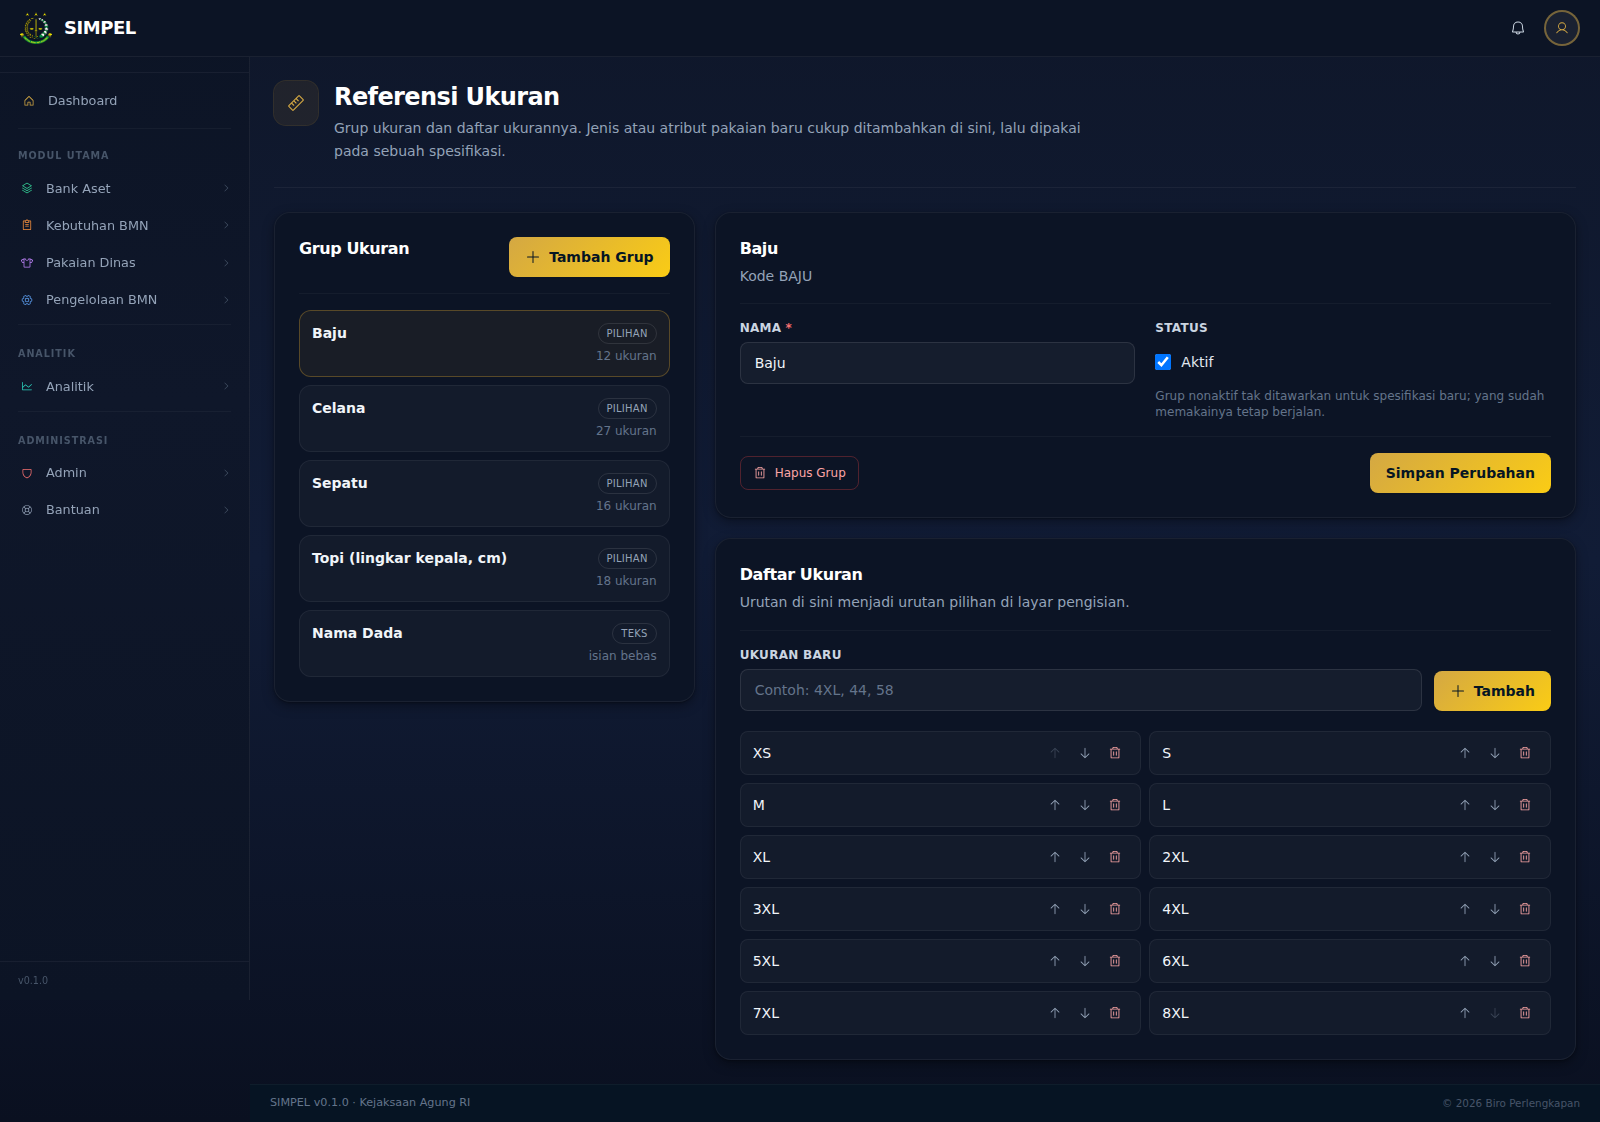 SIMPEL
Dashboard
MODUL UTAMA
Bank Aset
Kebutuhan BMN
Pakaian Dinas
Pengelolaan BMN
ANALITIK
Analitik
ADMINISTRASI
Admin
Bantuan
v0.1.0
Referensi Ukuran
Grup ukuran dan daftar ukurannya. Jenis atau atribut pakaian baru cukup ditambahkan di sini, lalu dipakai
pada sebuah spesifikasi.
Grup Ukuran
Tambah Grup
Baju
PILIHAN
12 ukuran
Celana
PILIHAN
27 ukuran
Sepatu
PILIHAN
16 ukuran
Topi (lingkar kepala, cm)
PILIHAN
18 ukuran
Nama Dada
TEKS
isian bebas
Baju
Kode BAJU
NAMA *
Baju
STATUS
Aktif
Grup nonaktif tak ditawarkan untuk spesifikasi baru; yang sudah
memakainya tetap berjalan.
Hapus Grup
Simpan Perubahan
Daftar Ukuran
Urutan di sini menjadi urutan pilihan di layar pengisian.
UKURAN BARU
Contoh: 4XL, 44, 58
Tambah
XS
S
M
L
XL
2XL
3XL
4XL
5XL
6XL
7XL
8XL
SIMPEL v0.1.0 · Kejaksaan Agung RI
© 2026 Biro Perlengkapan